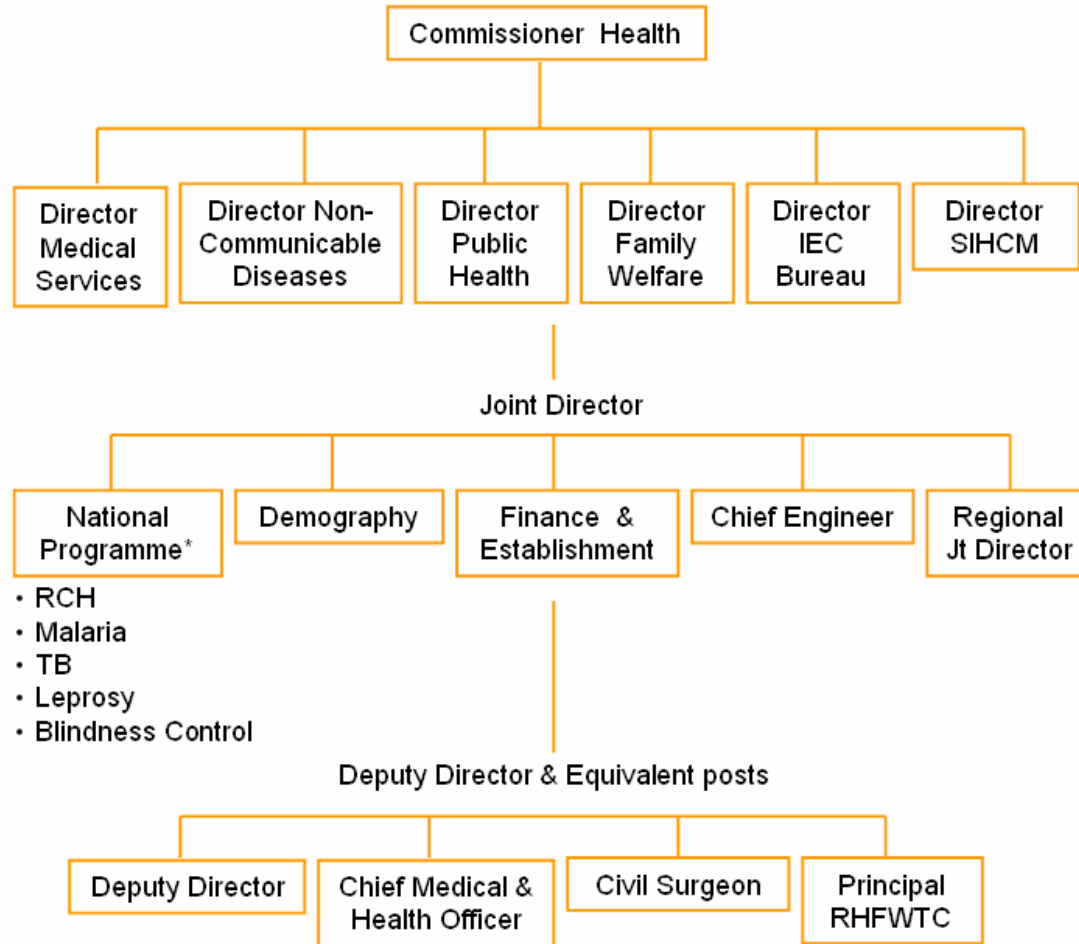 Commissioner Health
Director
Medical
Services
Director Non-
Communicable
Diseases
Director
Public
Health
Director
Family
Welfare
Director
IEC
Bureau
Director
SIHCM
Joint Director
National
Programme*
Demography
Finance &
Establishment
Chief Engineer
Regional
Jt Director
· RCH
· Malaria
· TB
· Leprosy
· Blindness Control
Deputy Director & Equivalent posts
Deputy Director
Chief Medical &
Health Officer
Civil Surgeon
Principal
RHFWTC